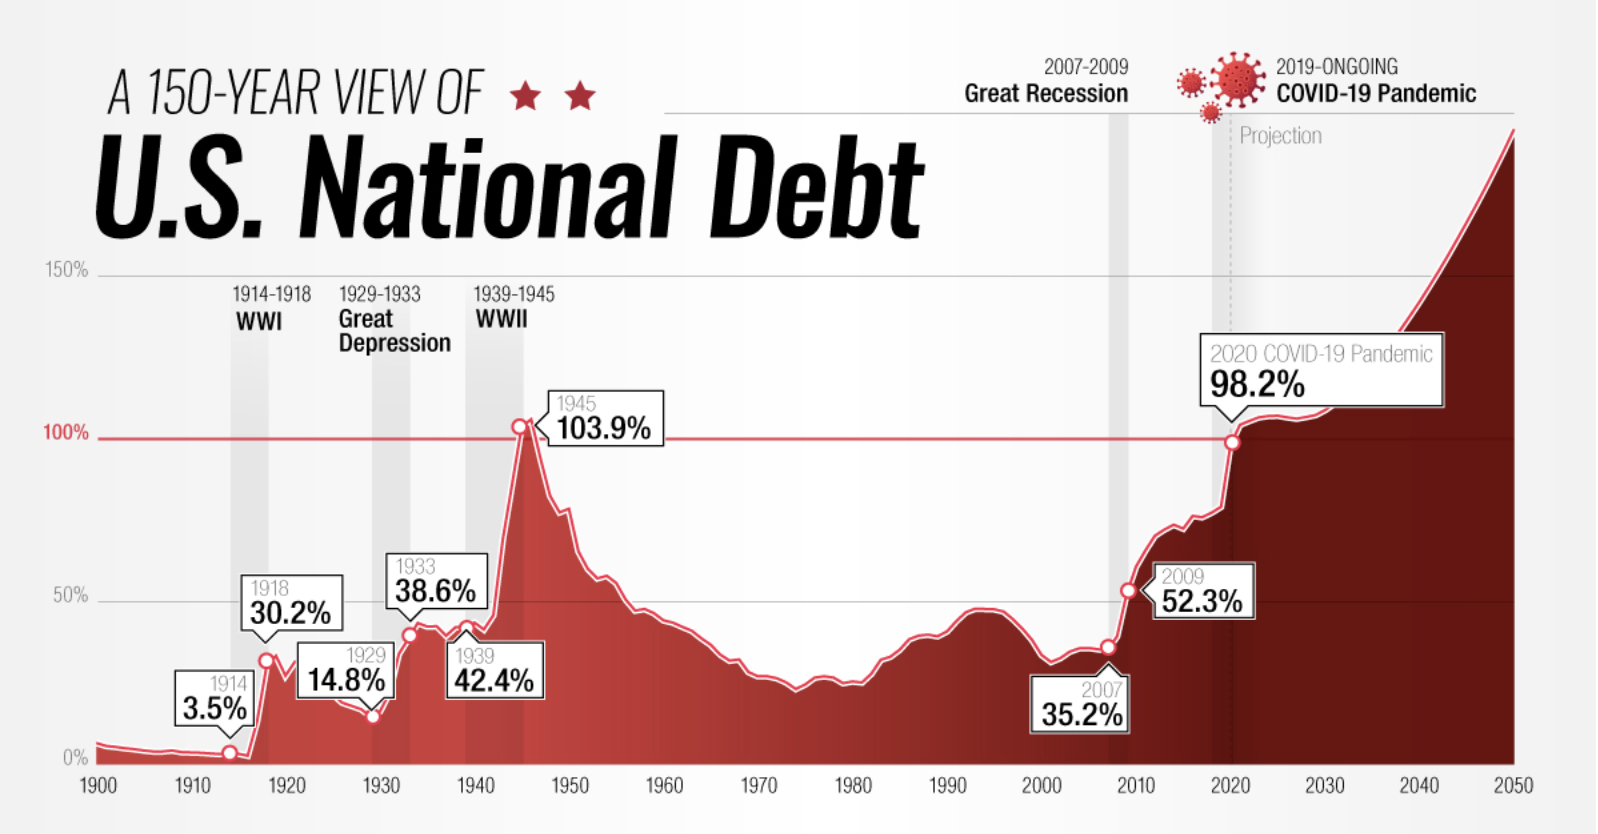 A 150-YEAR VIEW OF
U.S. National Debt
2007-2009
Great Recession
2019-ONGOING
COVID-19 Pandemic
Projection
150%
100%
50%
0%
1914-1918
WWI
1929-1933
Great
Depression
1939-1945
WWII
1914
3.5%
1918
30.2%
1929
14.8%
1933
38.6%
1939
42.4%
1945
103.9%
2007
35.2%
2009
52.3%
2020 COVID-19 Pandemic
98.2%
1900 1910 1920 1930 1940 1950 1960 1970 1980 1990 2000 2010 2020 2030 2040 2050